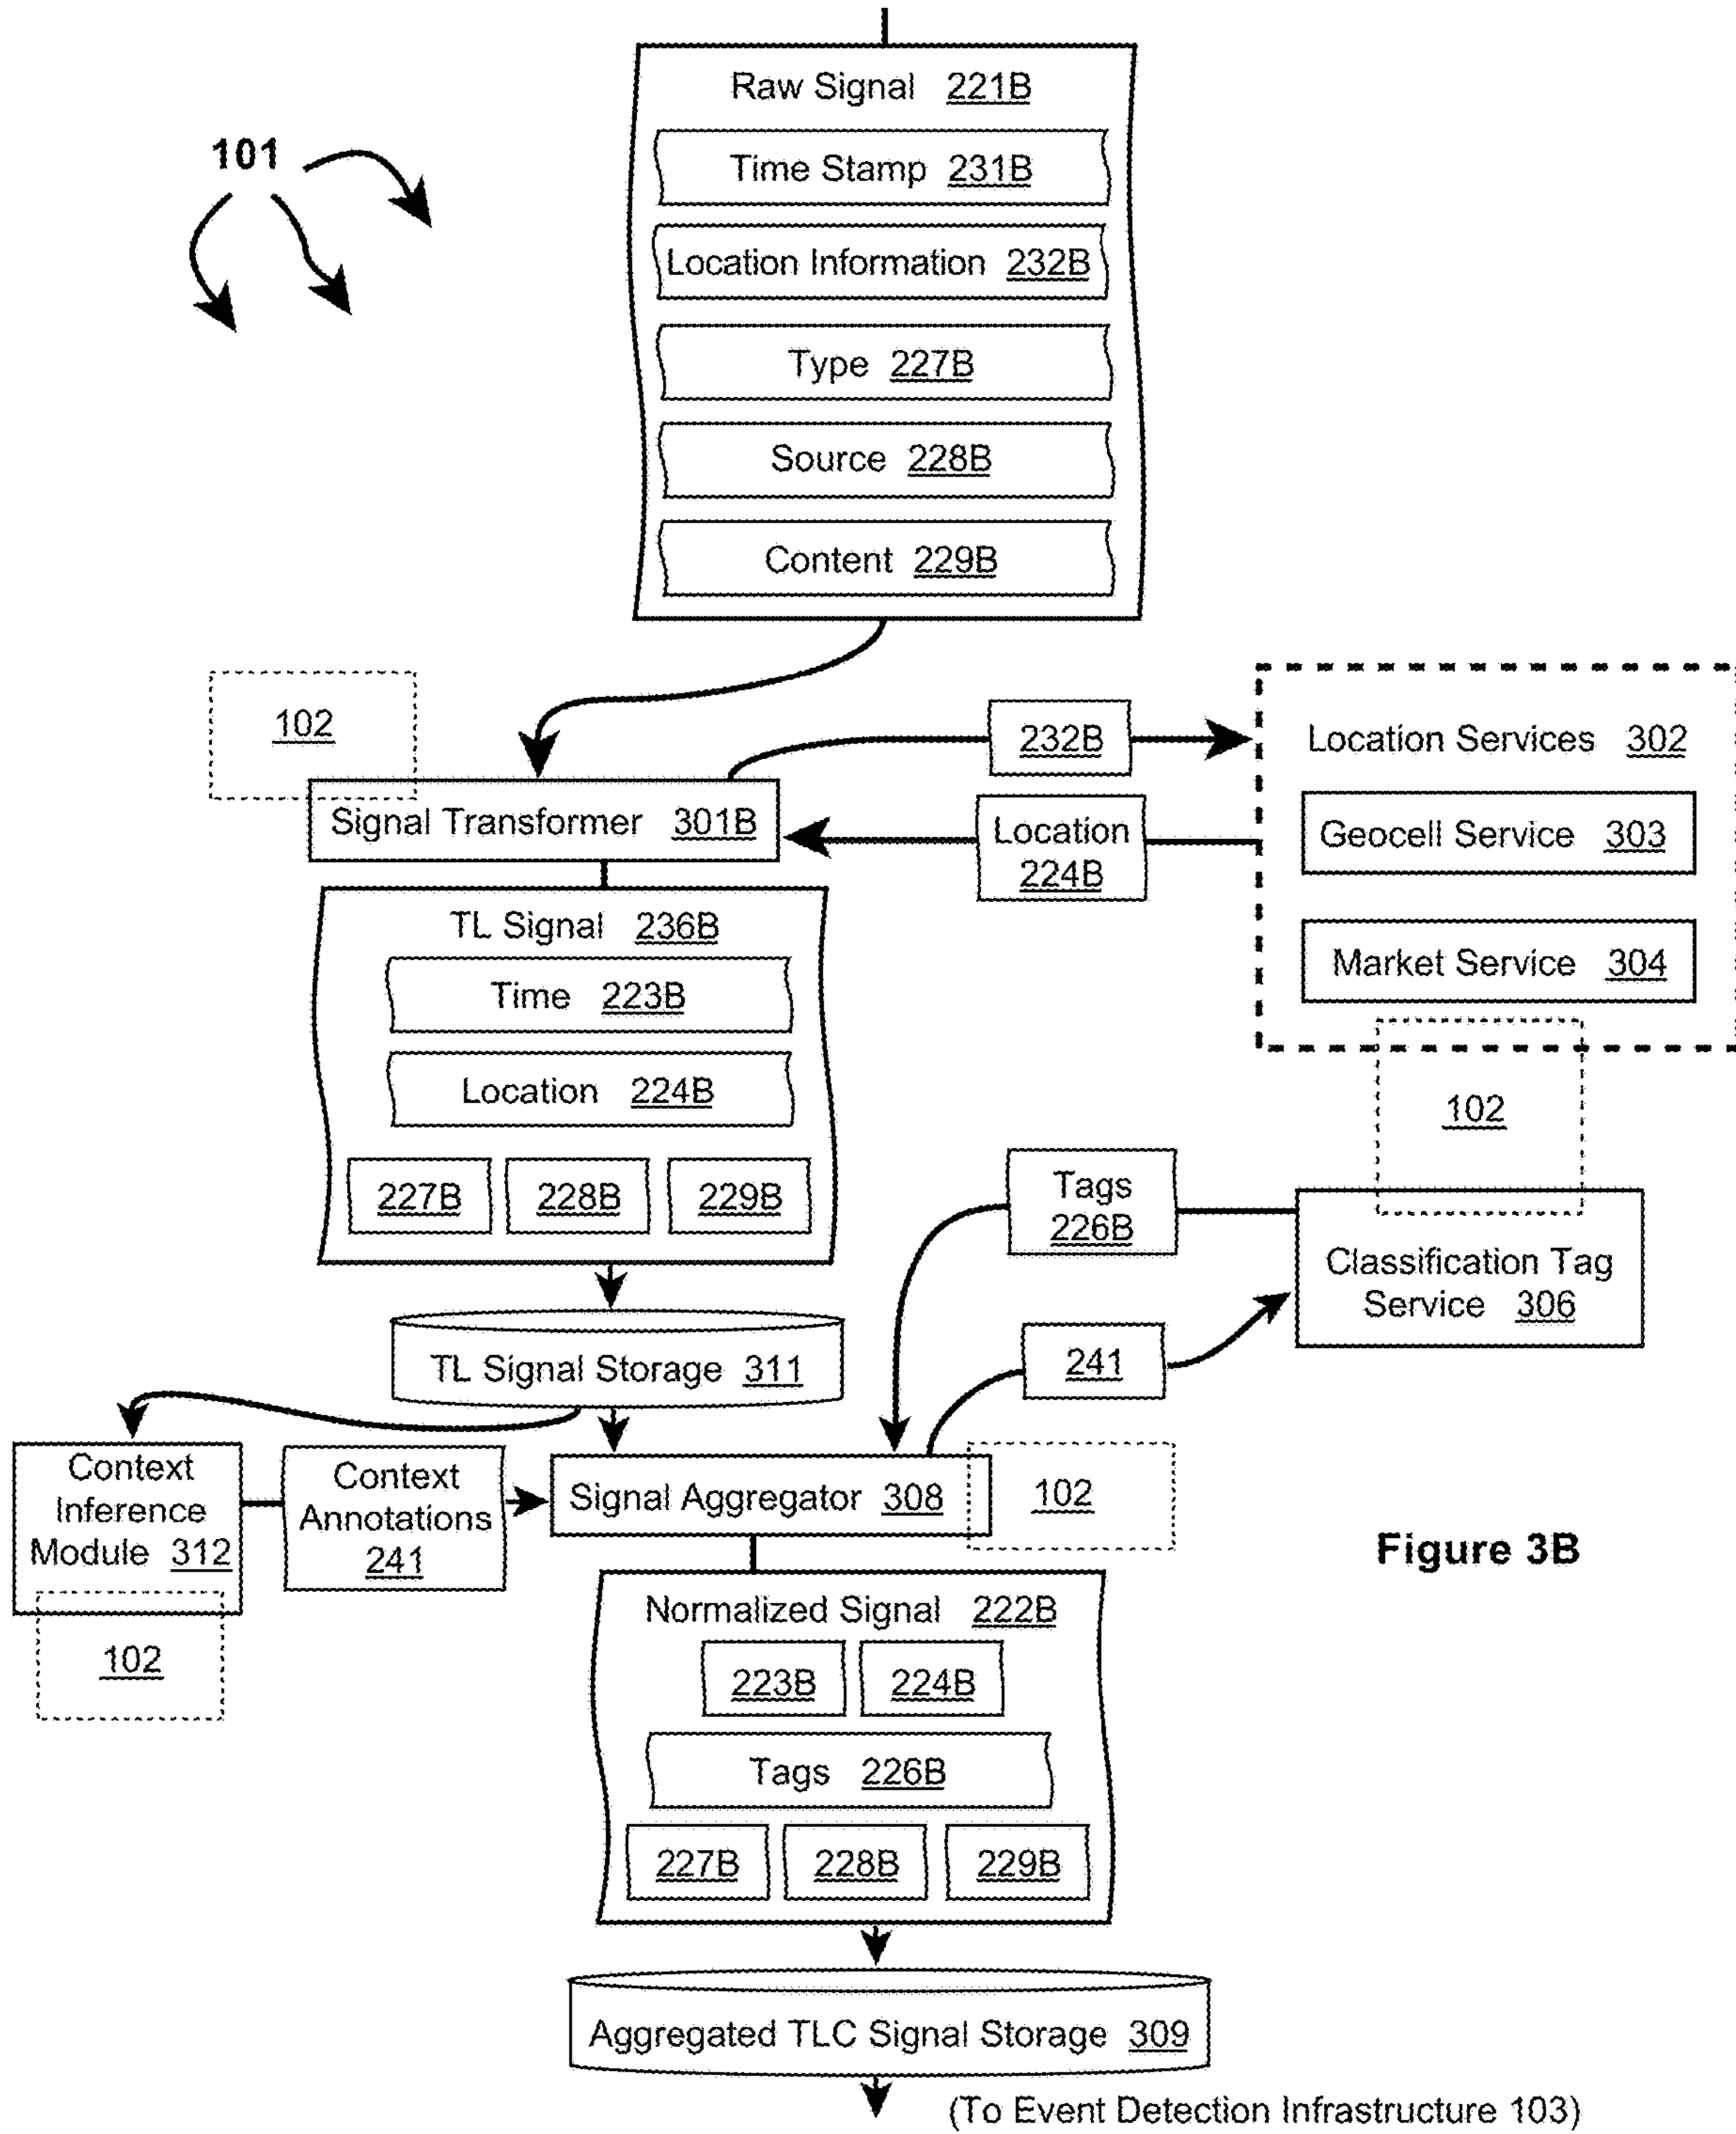 Raw Signal 221B
101
Time Stamp 231B
Location Information 232B
Type 227B
Source 228B
Content 229B
102
232B
Location Services 302
Signal Transformer 301B
Location
224B
Geocell Service 303
TL Signal 236B
Market Service 304
Time 223B
Location 224B
102
227B 228B 229B
Tags
226B
Classification Tag
Service 306
TL Signal Storage 311
241
Context
Inference
Module 312
Context
Annotations
241
Signal Aggregator 308
102
Figure 3B
102
Normalized Signal 222B
223B 224B
Tags 226B
227B 228B 229B
Aggregated TLC Signal Storage 309
(To Event Detection Infrastructure 103)